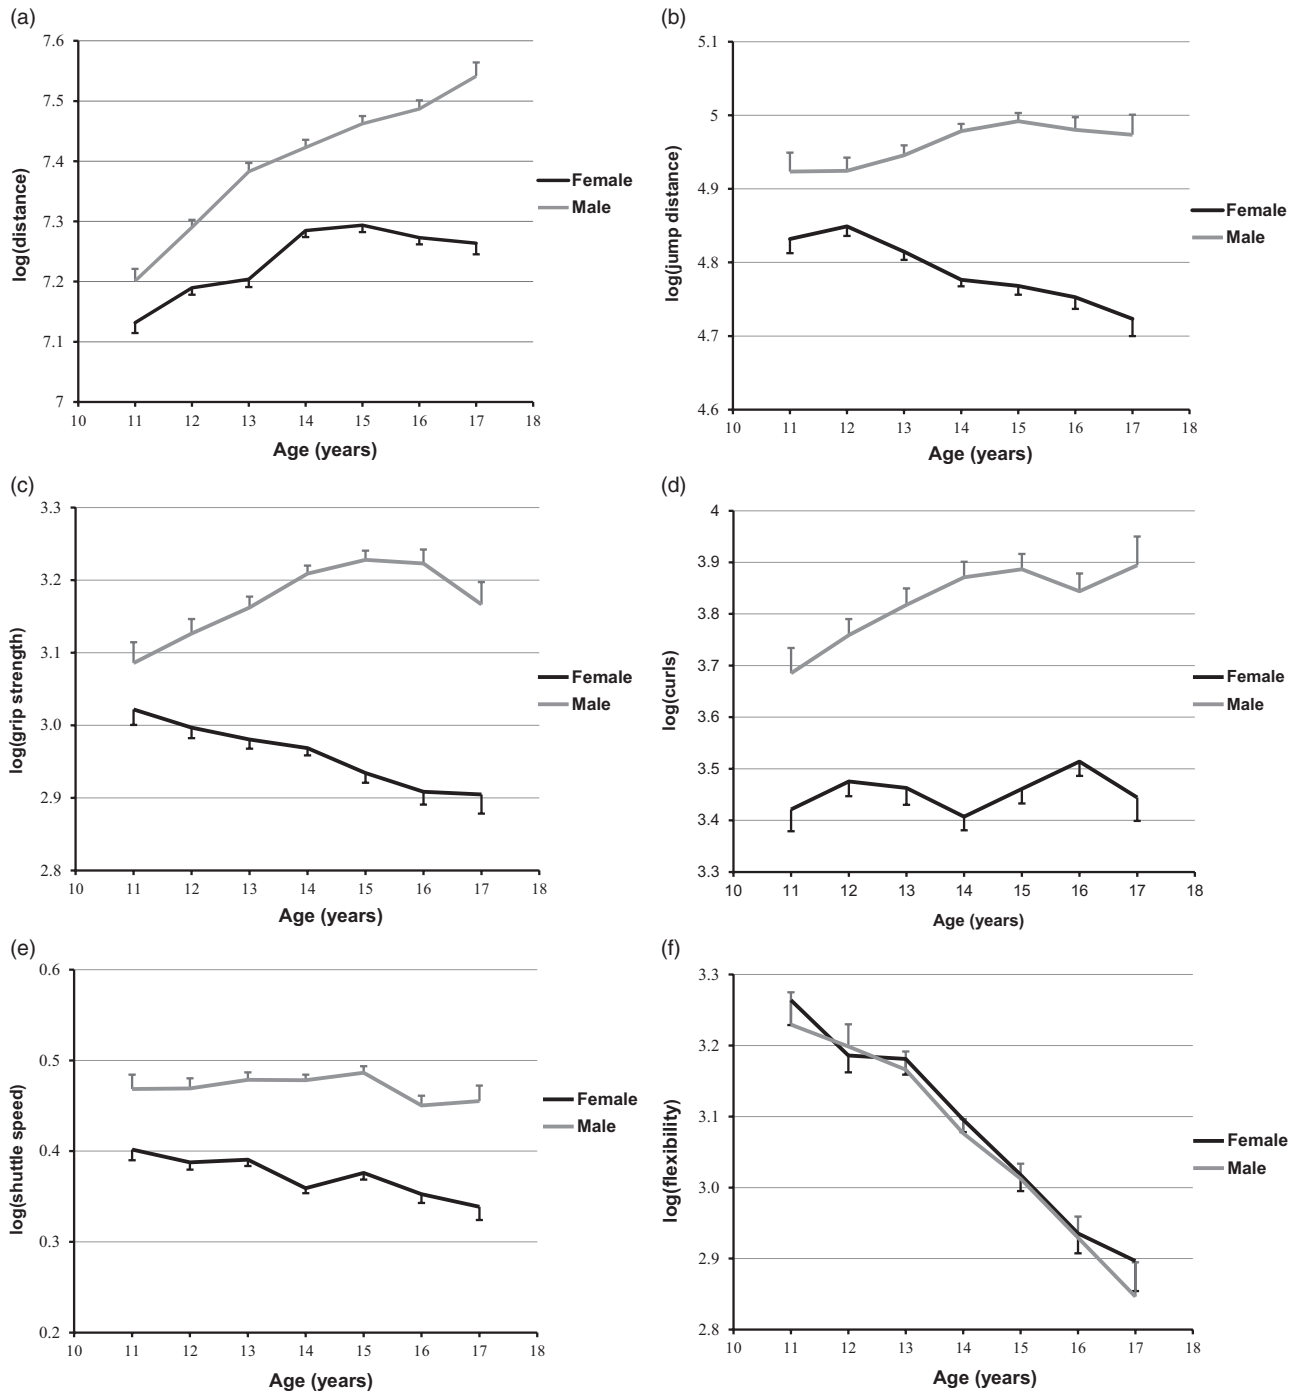 (a)
7.6
7.5
7.4
7.3
7.2
7.1
7
10 11 12 13 14 15 16 17 18
log(distance)
Age (years)
Female
Male
(b)
5.1
5
4.9
4.8
4.7
4.6
10 11 12 13 14 15 16 17 18
log(jump distance)
Age (years)
Female
Male
(c)
3.3
3.2
3.1
3.0
2.9
2.8
10 11 12 13 14 15 16 17 18
log(grip strength)
Age (years)
Female
Male
(d)
4
3.9
3.8
3.7
3.6
3.5
3.4
3.3
10 11 12 13 14 15 16 17 18
log(curls)
Age (years)
Female
Male
(e)
0.6
0.5
0.4
0.3
0.2
10 11 12 13 14 15 16 17 18
log(shuttle speed)
Age (years)
Female
Male
(f)
3.3
3.2
3.1
3.0
2.9
2.8
10 11 12 13 14 15 16 17 18
log(flexibility)
Age (years)
Female
Male